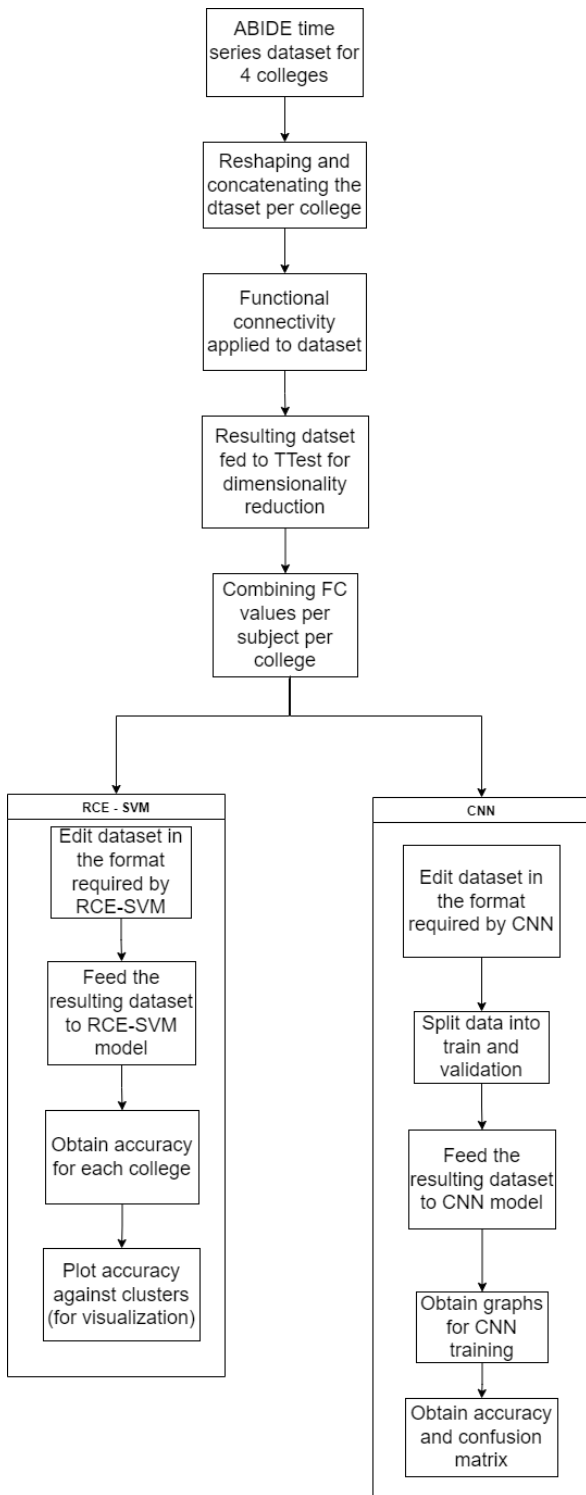 ABIDE time
series dataset for
4 colleges
Reshaping and
concatenating the
dtaset per college
Functional
connectivity
applied to dataset
Resulting datset
fed to TTest for
dimensionality
reduction
Combining FC
values per
subject per
college
RCE - SVM
Edit dataset in
the format
required by
RCE-SVM
Feed the
resulting dataset
to RCE-SVM
model
Obtain accuracy
for each college
Plot accuracy
against clusters
(for visualization)
CNN
Edit dataset in
the format
required by CNN
Split data into
train and
validation
Feed the
resulting dataset
to CNN model
Obtain graphs
for CNN
training
Obtain accuracy
and confusion
matrix